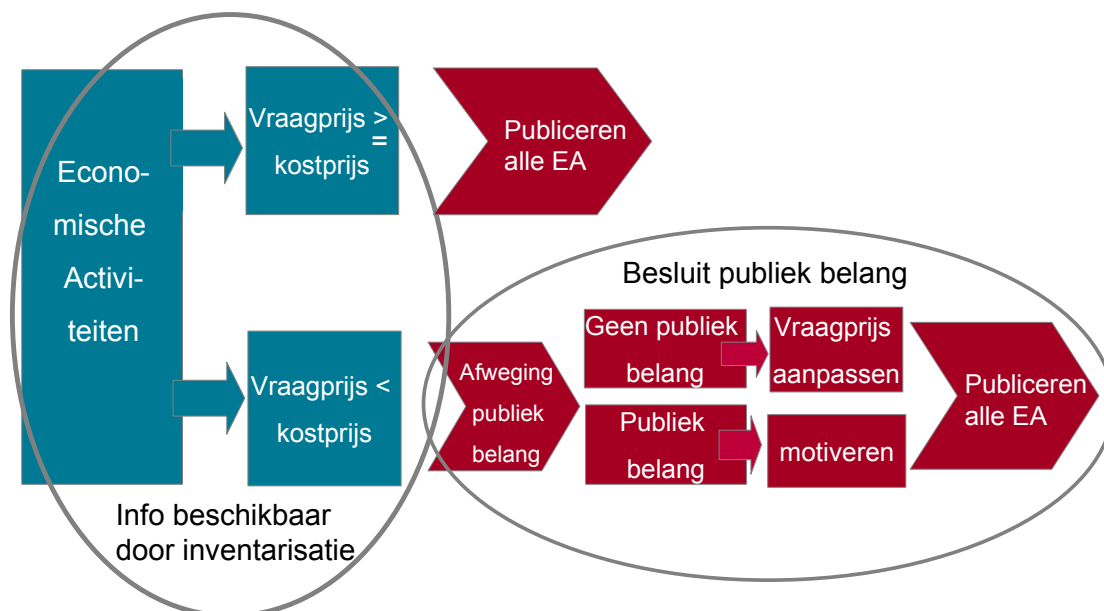 Econo-
mische
Activi-
teiten
Vraagprijs >
=
kostprijs
Publiceren
alle EA
Vraagprijs <
kostprijs
Info beschikbaar
door inventarisatie
Besluit publiek belang
Afweging
publiek
belang
Geen publiek
belang
Vraagprijs
aanpassen
Publiek
belang
motiveren
Publiceren
alle EA